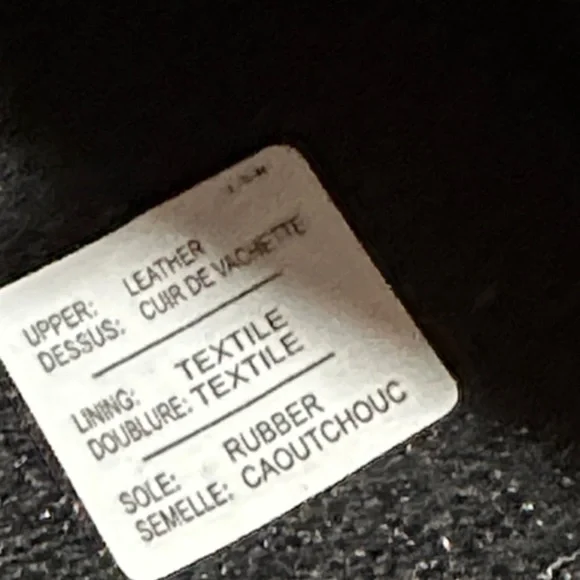 UPPER: LEATHER
DESSUS: CUIR DE VACHETTE
LINING: TEXTILE
DOUBLURE: TEXTILE
SOLE: RUBBER
SEMELLE: CAOUTCHOUC